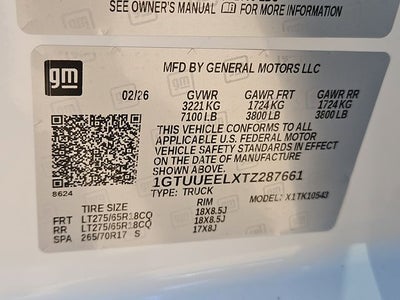 SEE OWNER'S MANUAL FOR MORE INFORMATION
gm
MFD BY GENERAL MOTORS LLC
02/26 GVWR GAWR FRT GAWR RR
3221 KG 1724 KG 1724 KG
7100 LB 3800 LB 3800 LB
THIS VEHICLE CONFORMS TO ALL
APPLICABLE U.S. FEDERAL MOTOR
VEHICLE SAFETY STANDARDS IN EFFECT
ON THE DATE OF MANUFACTURE
SHOWN ABOVE.
8624
1GTUUEELXTZ287661
TYPE: TRUCK MODEL: X1TK10543
TIRE SIZE RIM
FRT LT275/65R18CQ 18X8.5J
RR LT275/65R18CQ 18X8.5J
SPA 265/70R17 S 17X8J